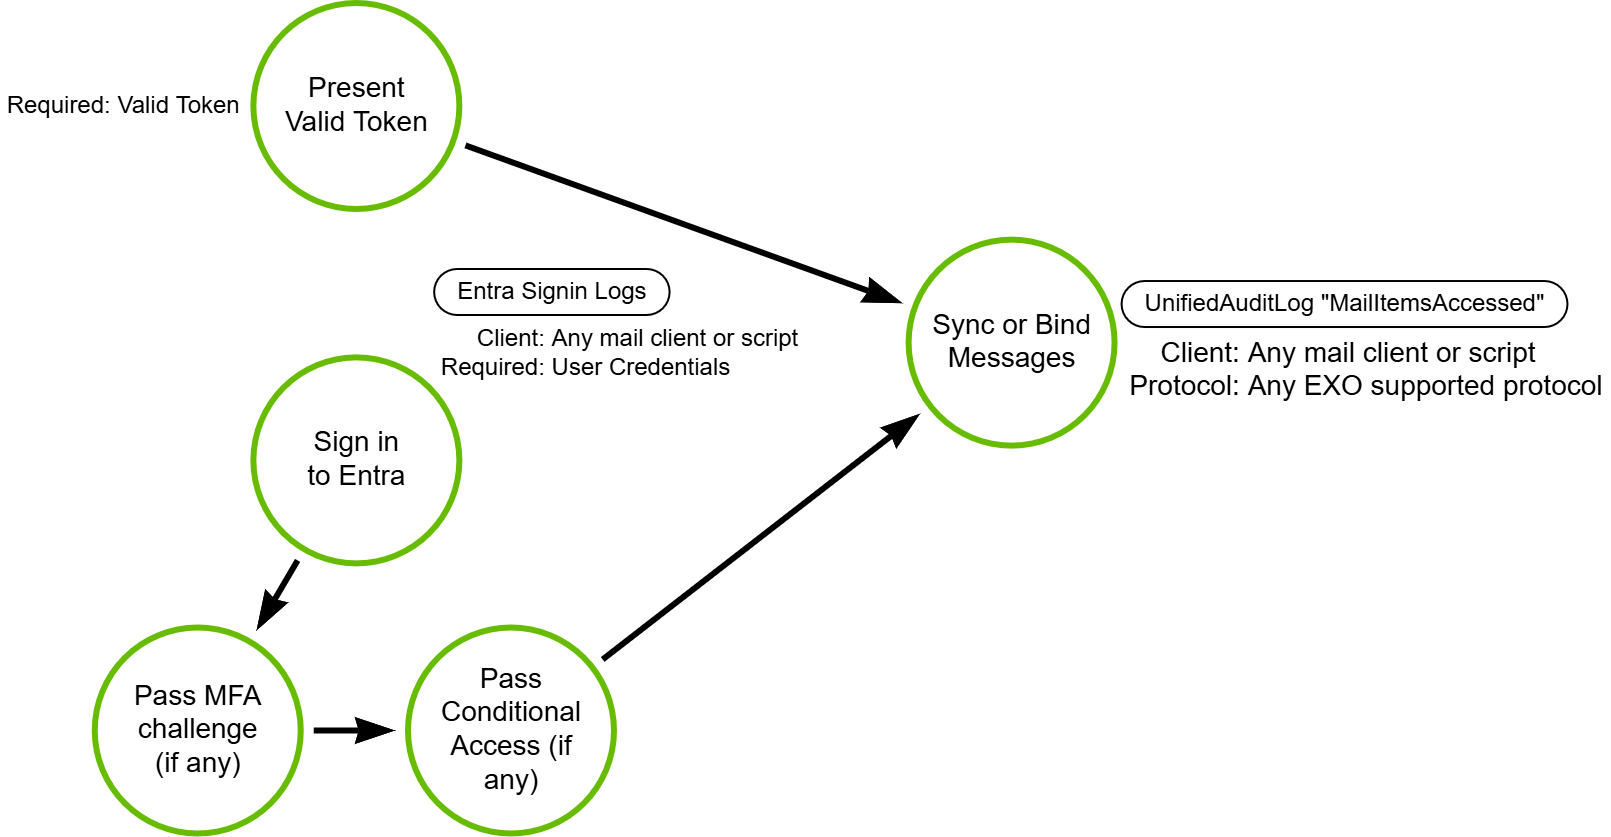 Present
Valid Token
Required: Valid Token
Entra Signin Logs
Client: Any mail client or script
Required: User Credentials
Sync or Bind
Messages
UnifiedAuditLog "MailItemsAccessed"
Client: Any mail client or script
Protocol: Any EXO supported protocol
Sign in
to Entra
Pass MFA
challenge
(if any)
Pass
Conditional
Access (if
any)